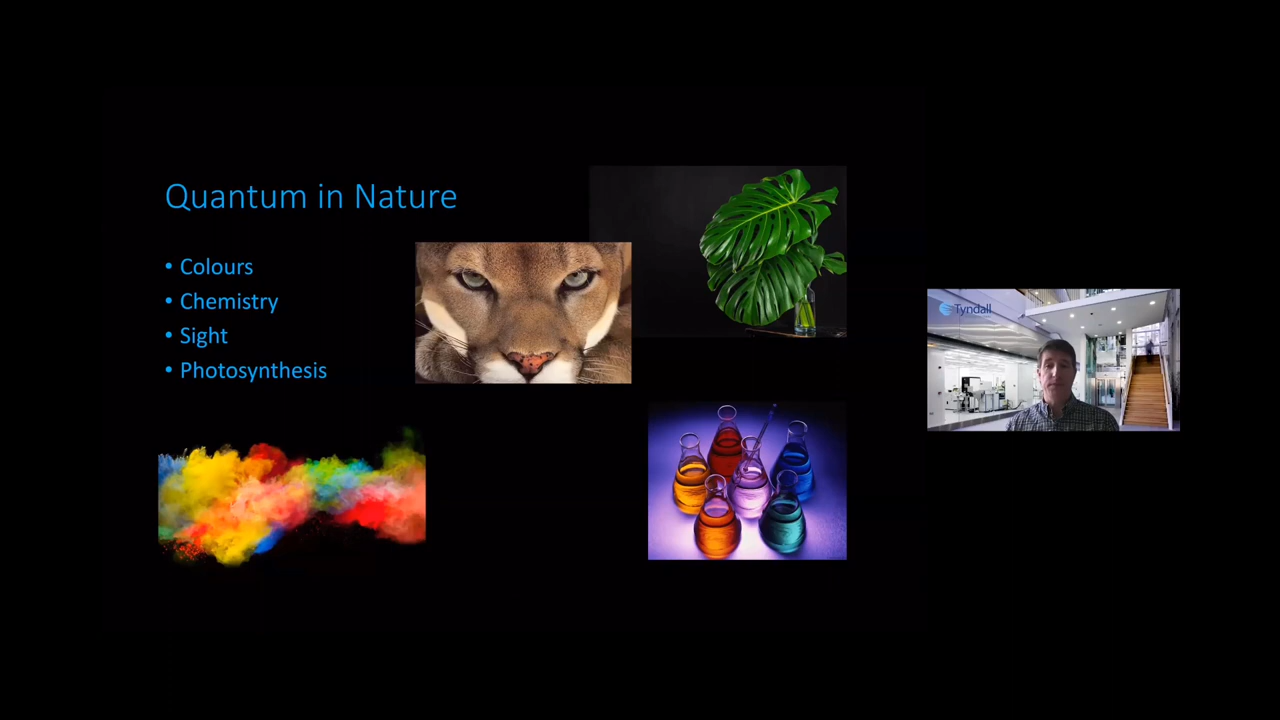 Quantum in Nature
• Colours
• Chemistry
• Sight
• Photosynthesis
Tyndall